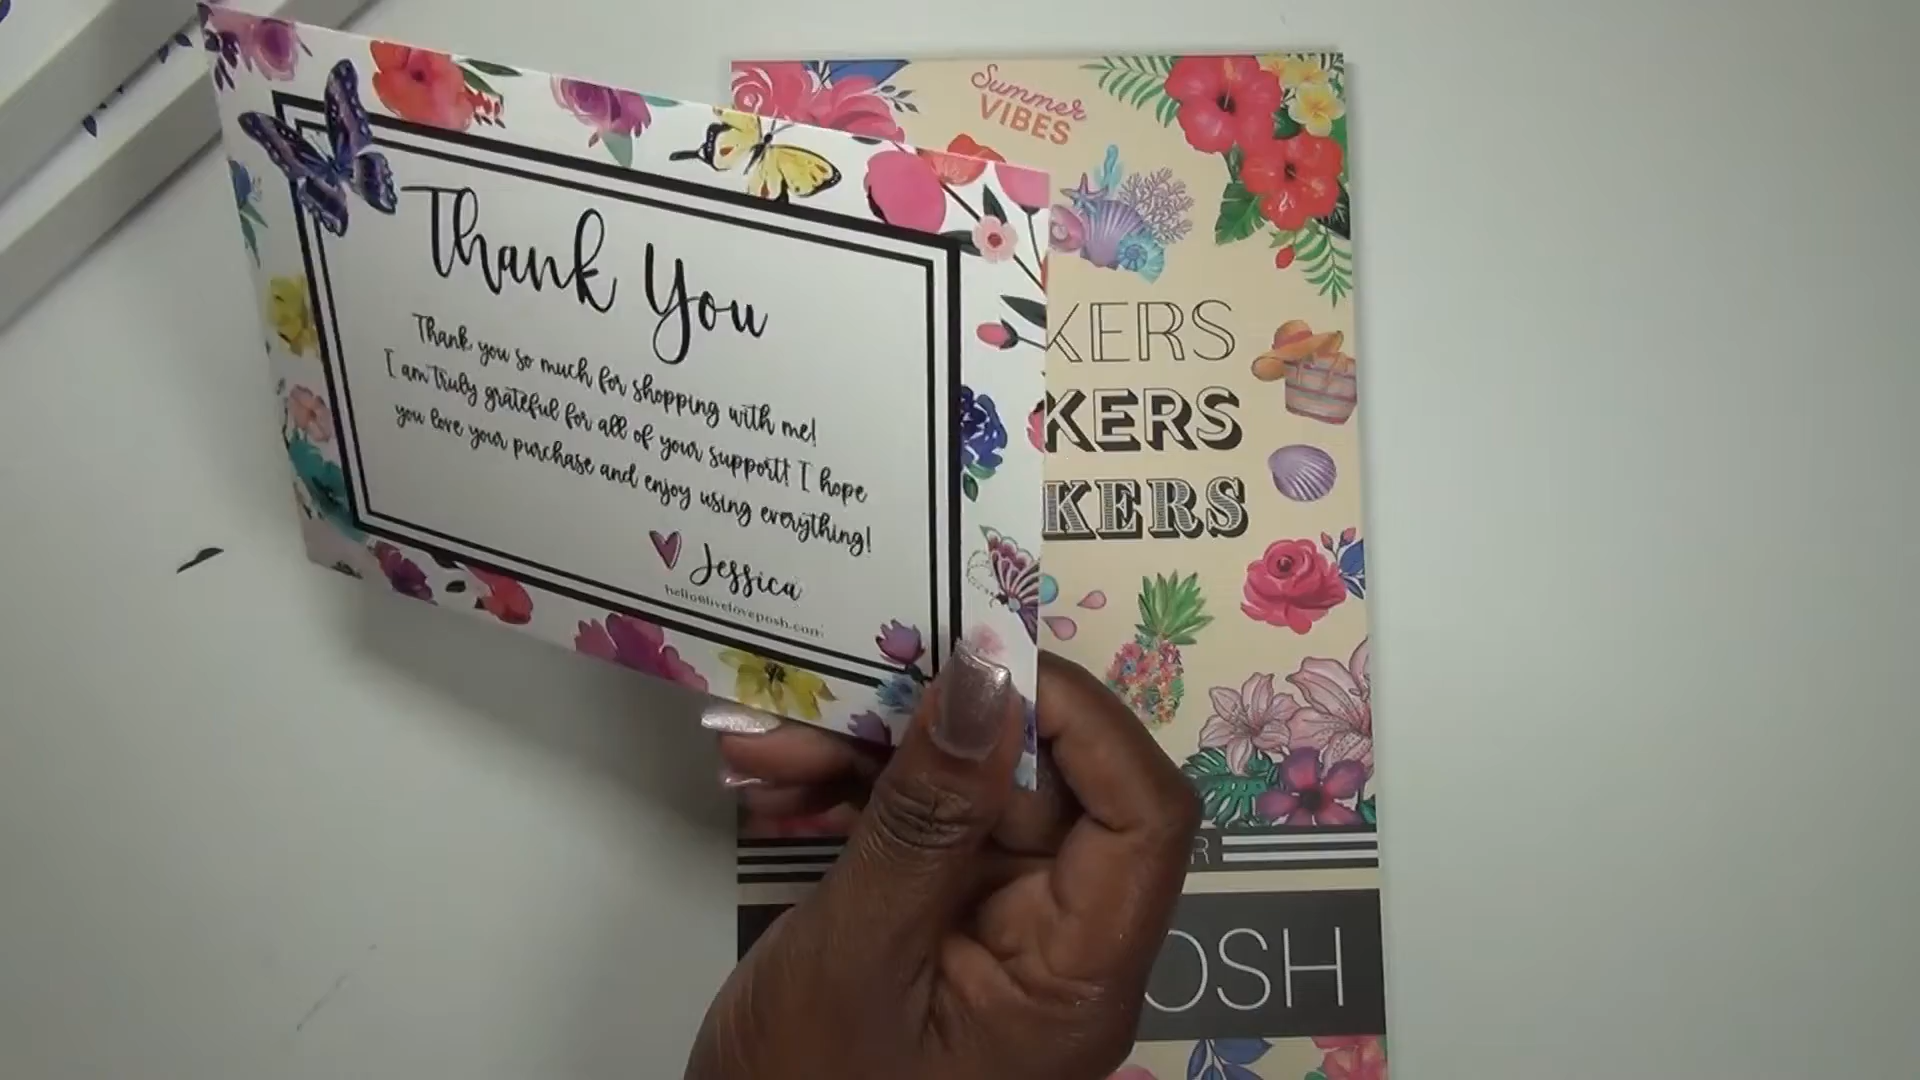 Thank You
Thank you so much for shopping with me!
I am truly grateful for all of your support! I hope
you love your purchase and enjoy using everything!
Jessica
hello@liveloveposh.com
Summer
VIBES
KERS
KERS
KERS
R
OSH